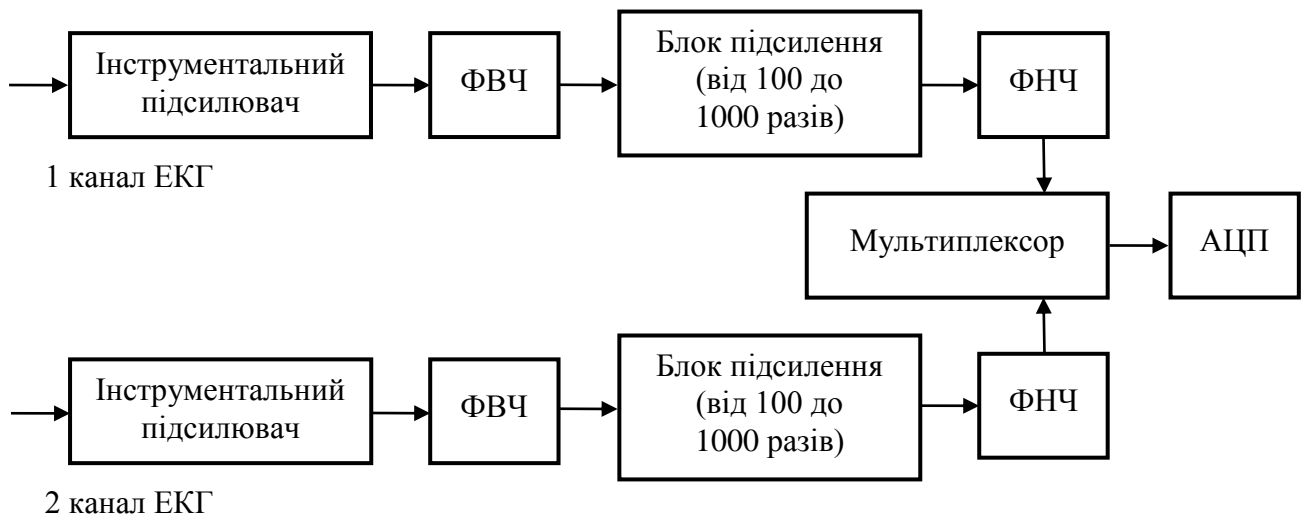 Інструментальний
підсилювач
ФВЧ
Блок підсилення
(від 100 до
1000 разів)
ФНЧ
1 канал ЕКГ
Мультиплексор
АЦП
Інструментальний
підсилювач
ФВЧ
Блок підсилення
(від 100 до
1000 разів)
ФНЧ
2 канал ЕКГ